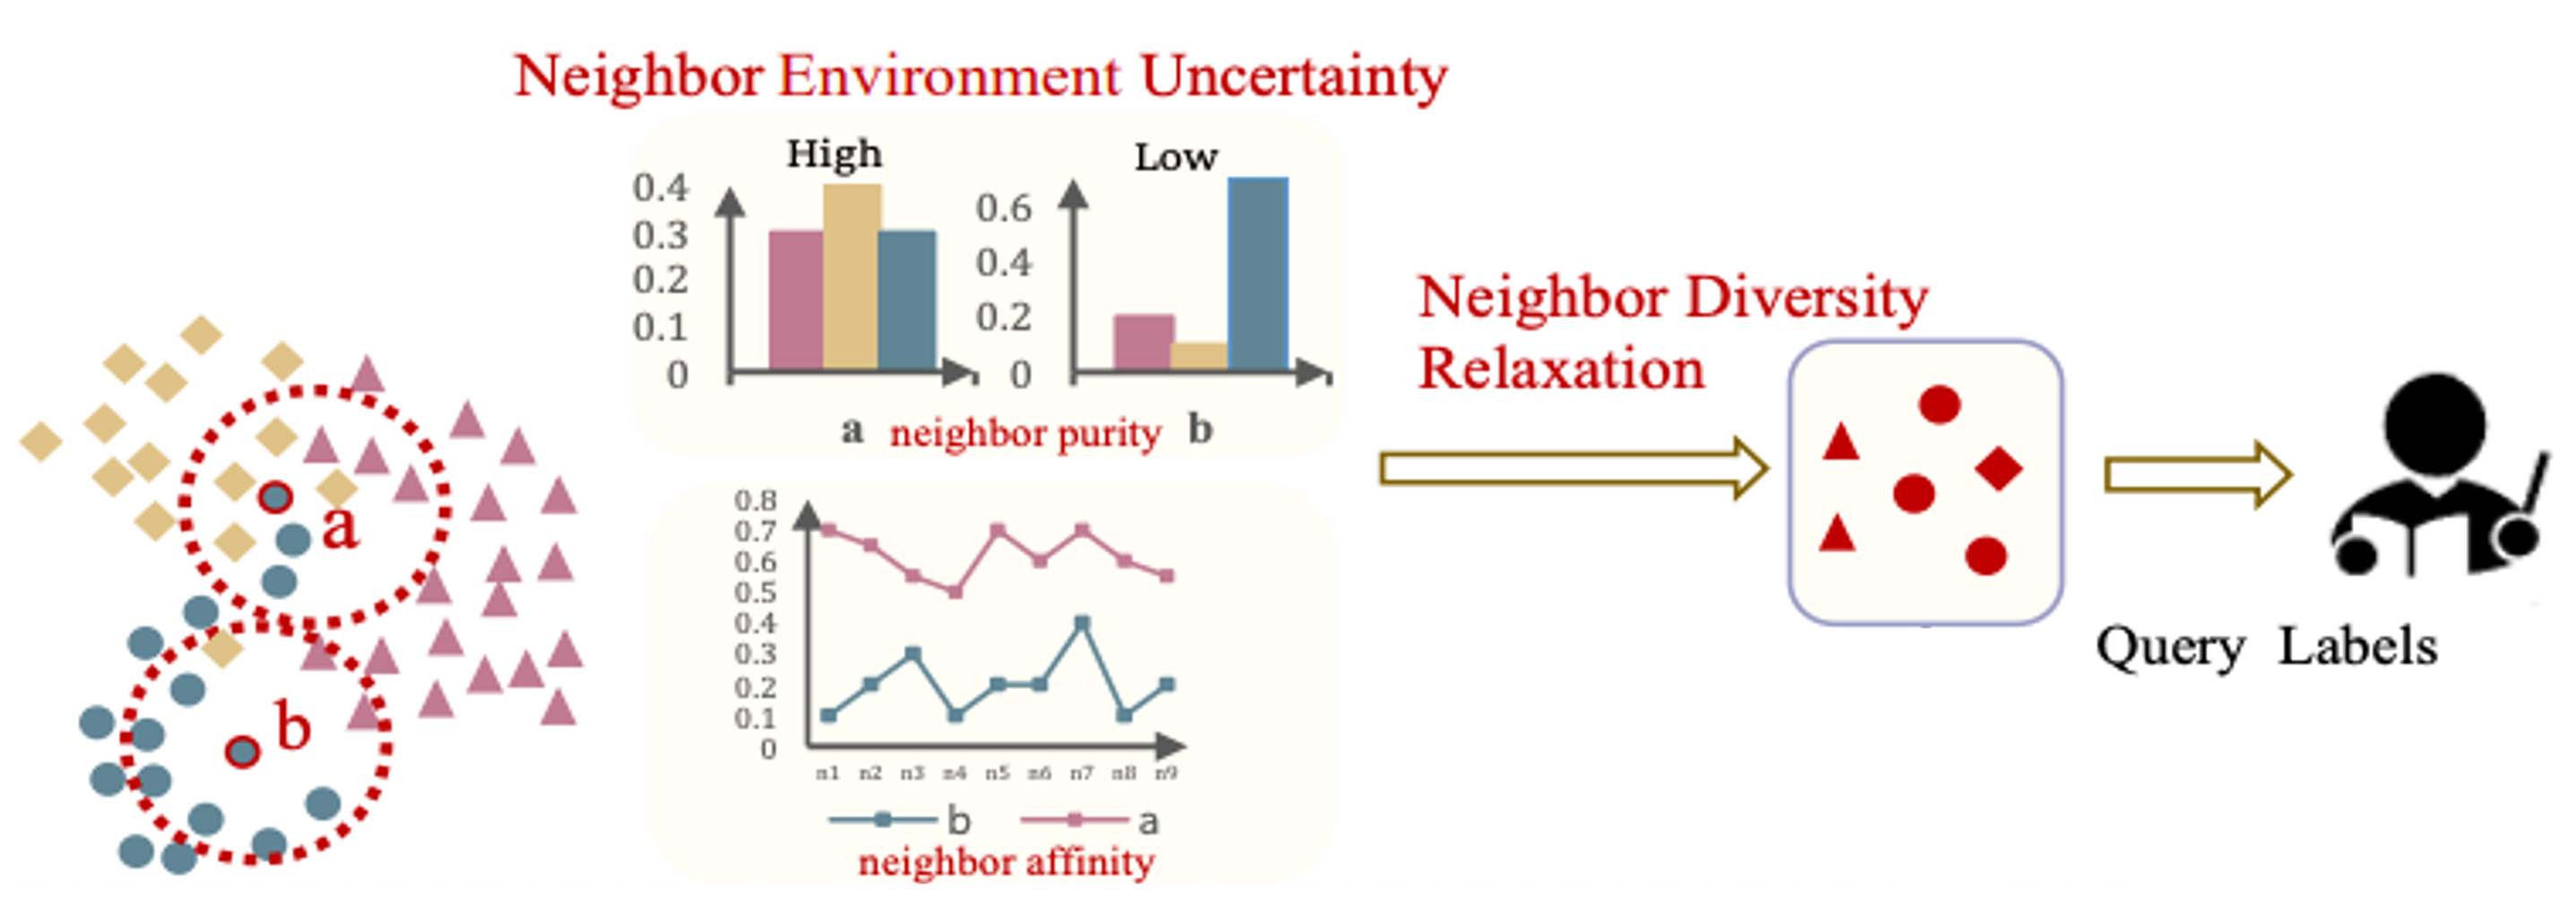 Neighbor Environment Uncertainty
High
0.4
0.3
0.2
0.1
0
Low
0.6
0.4
0.2
0
a neighbor purity b
a
b
0.8
0.7
0.6
0.5
0.4
0.3
0.2
0.1
0
n1 n2 n3 n4 n5 n6 n7 n8 n9
b a
neighbor affinity
Neighbor Diversity
Relaxation
Query Labels